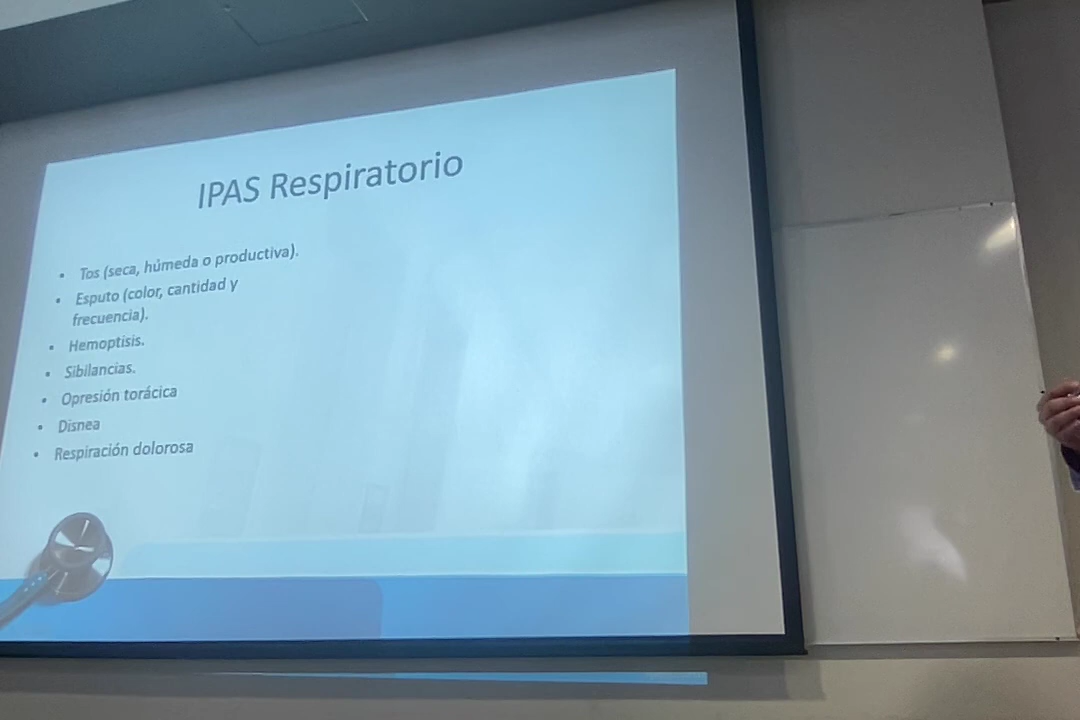 IPAS Respiratorio
• Tos (seca, húmeda o productiva).
• Esputo (color, cantidad y
frecuencia).
• Hemoptisis.
• Sibilancias.
• Opresión torácica
• Disnea
• Respiración dolorosa